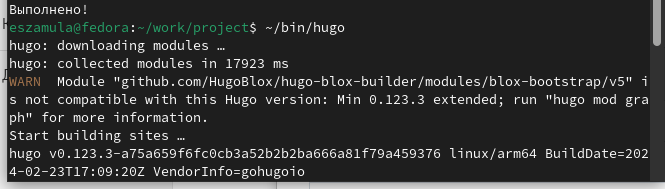 Выполнено!
eszamula@fedora:~/work/project$ ~/bin/hugo
hugo: downloading modules …
hugo: collected modules in 17923 ms
WARN  Module "github.com/HugoBlox/hugo-blox-builder/modules/blox-bootstrap/v5" i
s not compatible with this Hugo version: Min 0.123.3 extended; run "hugo mod gra
ph" for more information.
Start building sites …
hugo v0.123.3-a75a659f6fc0cb3a52b2b2ba666a81f79a459376 linux/arm64 BuildDate=202
4-02-23T17:09:20Z VendorInfo=gohugoio